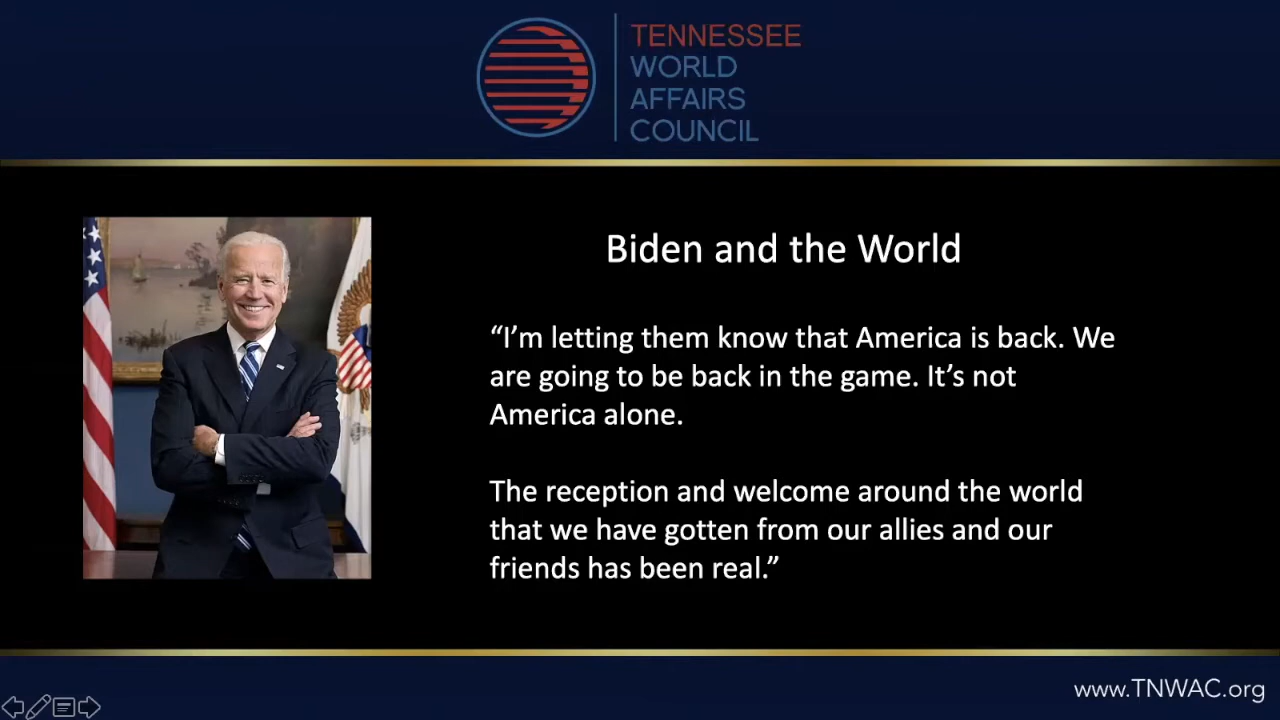 TENNESSEE
WORLD
AFFAIRS
COUNCIL
Biden and the World
“I’m letting them know that America is back. We
are going to be back in the game. It’s not
America alone.
The reception and welcome around the world
that we have gotten from our allies and our
friends has been real.”
www.TNWAC.org